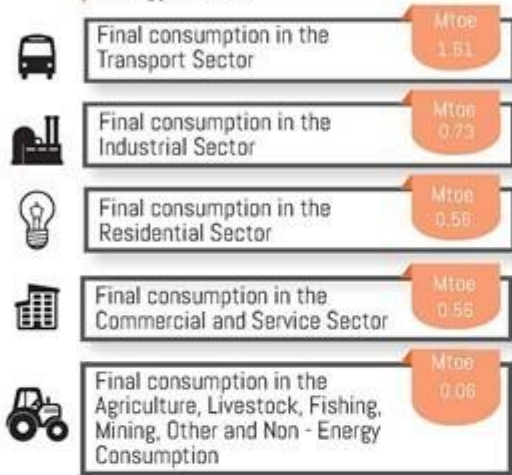 Final consumption in the
Transport Sector
Mtoe
1.61
Final consumption in the
Industrial Sector
Mtoe
0.73
Final consumption in the
Residential Sector
Mtoe
0.56
Final consumption in the
Commercial and Service Sector
Mtoe
0.56
Final consumption in the
Agriculture, Livestock, Fishing,
Mining, Other and Non - Energy
Consumption
Mtoe
0.06